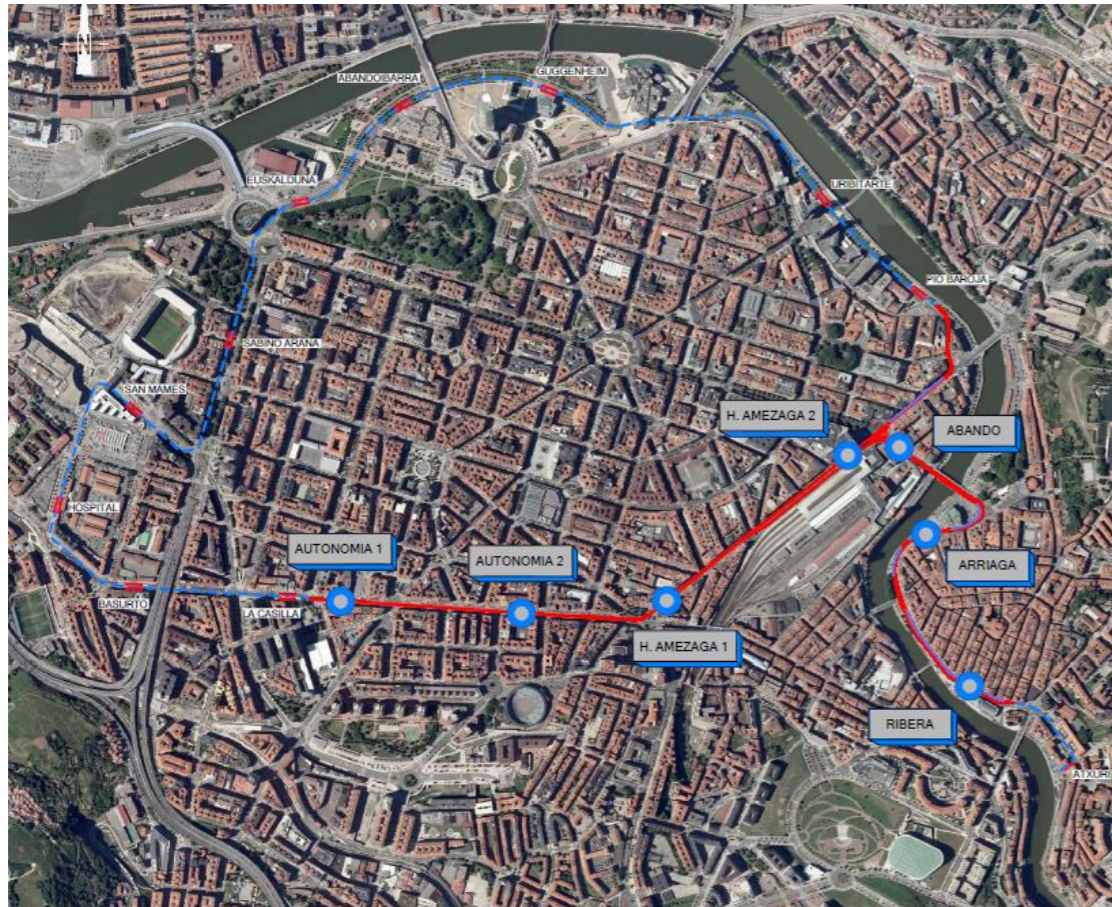 N
ABANDOIBARRA
GUGGENHEIM
EUSKALDUNA
URIBITARTE
PIO BAROJA
SABINO ARANA
SAN MAMES
H. AMEZAGA 2
ABANDO
HOSPITAL
AUTONOMIA 1
AUTONOMIA 2
ARRIAGA
BASURTO
LA CASILLA
H. AMEZAGA 1
RIBERA
ATXURI